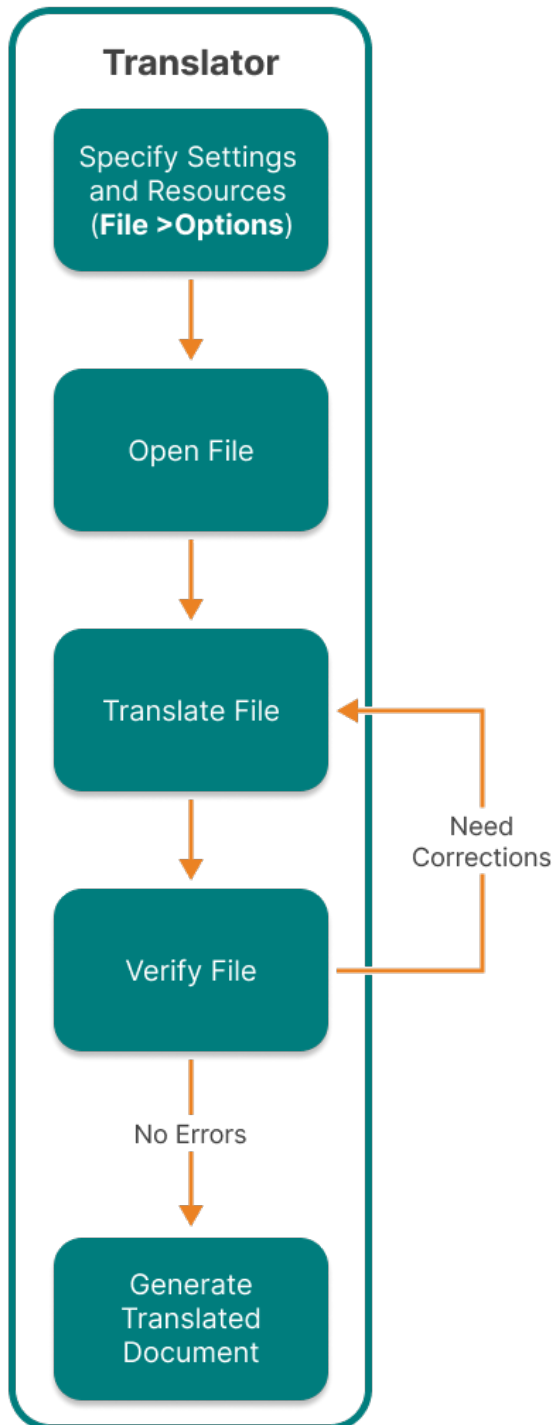 Translator
Specify Settings
and Resources
(File >Options)
Open File
Translate File
Need
Corrections
Verify File
No Errors
Generate
Translated
Document